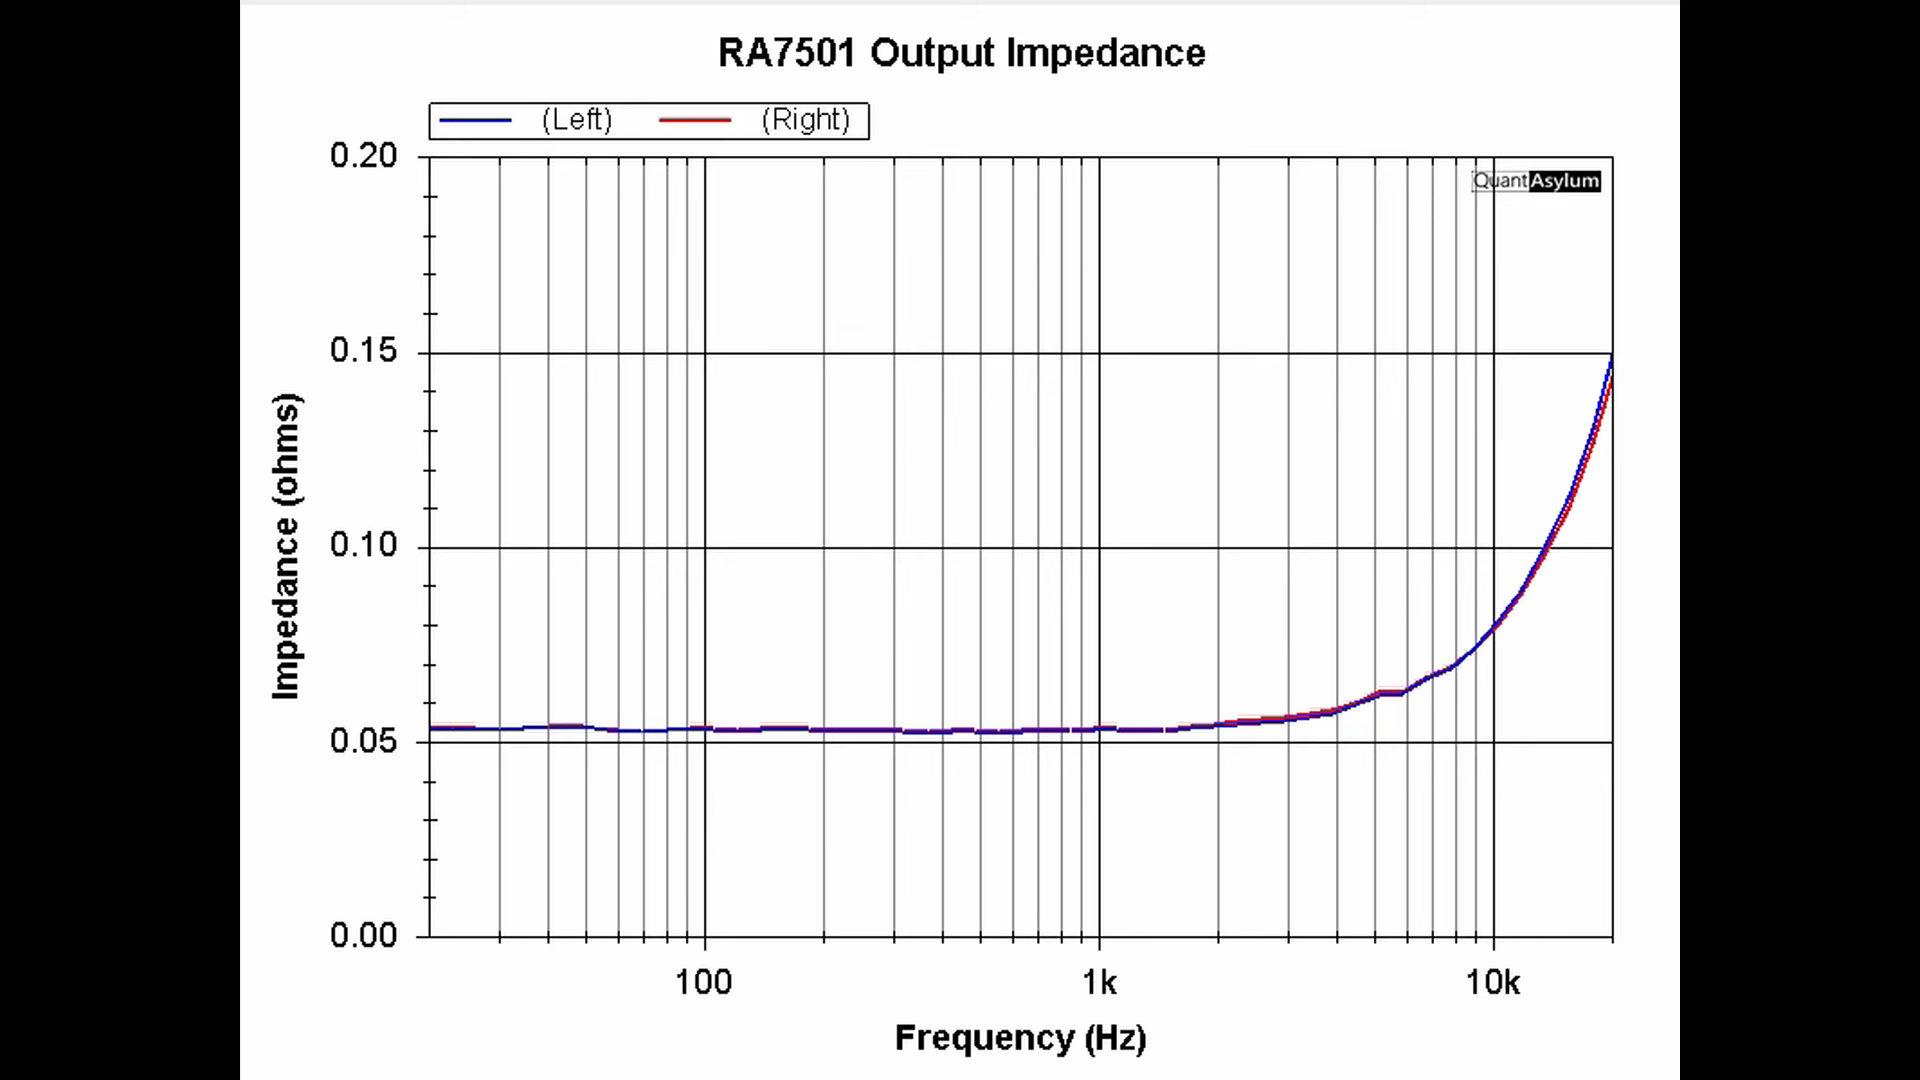 RA7501 Output Impedance
(Left) (Right)
0.20
QuantAsylum
0.15
0.10
0.05
0.00
Impedance (ohms)
100 1k 10k
Frequency (Hz)